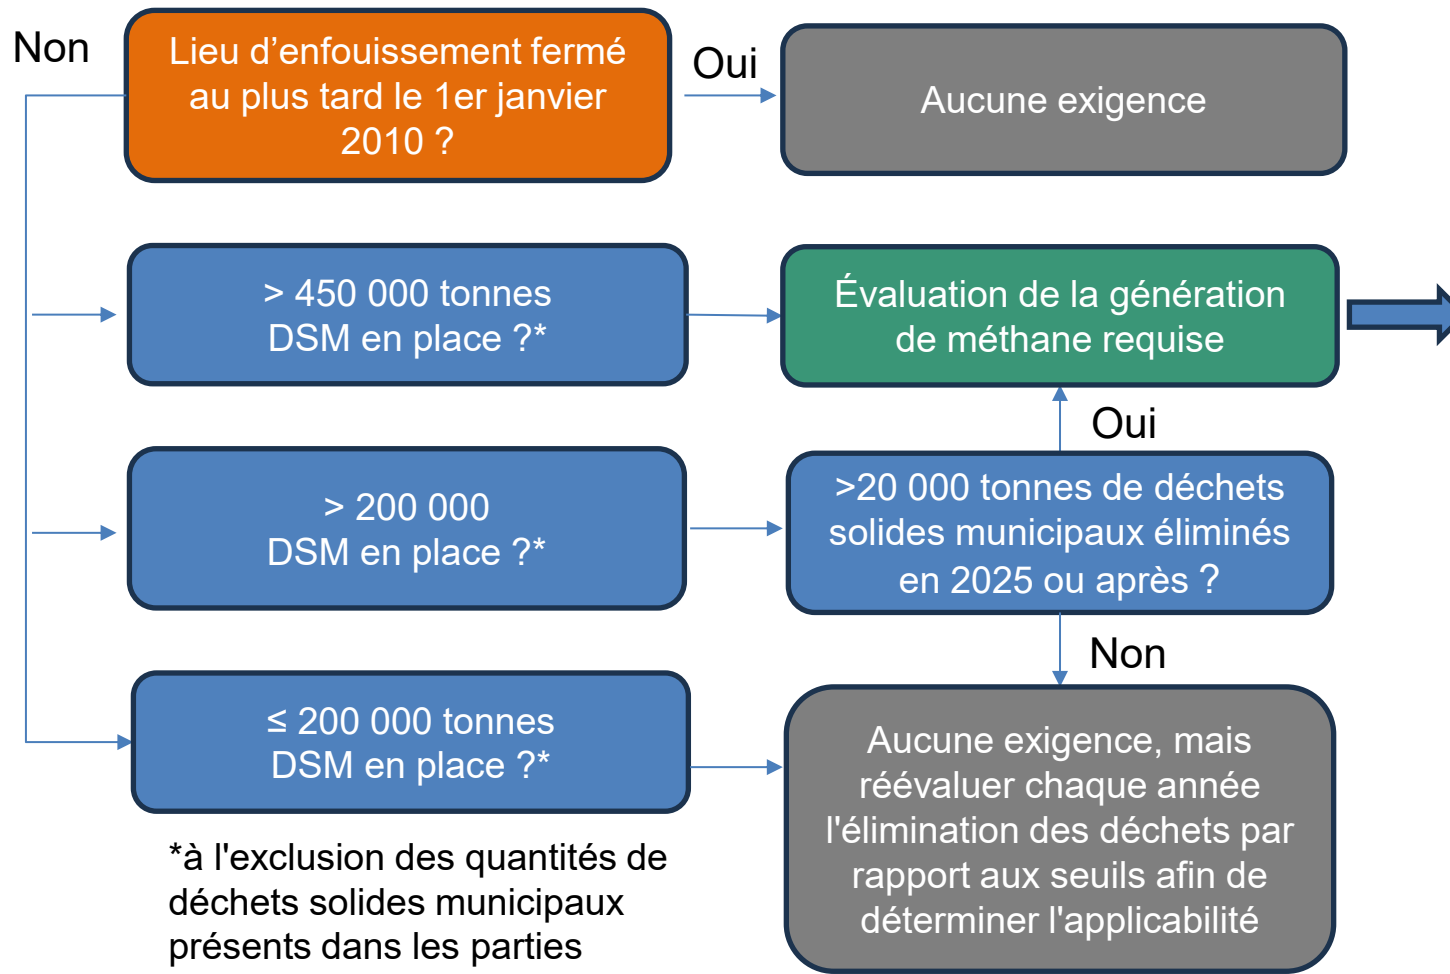 Non
Lieu d’enfouissement fermé
au plus tard le 1er janvier
2010 ?
Oui
Aucune exigence
> 450 000 tonnes
DSM en place ?*
Évaluation de la génération
de méthane requise
Oui
> 200 000
DSM en place ?*
>20 000 tonnes de déchets
solides municipaux éliminés
en 2025 ou après ?
Non
≤ 200 000 tonnes
DSM en place ?*
Aucune exigence, mais
réévaluer chaque année
l'élimination des déchets par
rapport aux seuils afin de
déterminer l'applicabilité
*à l'exclusion des quantités de
déchets solides municipaux
présents dans les parties